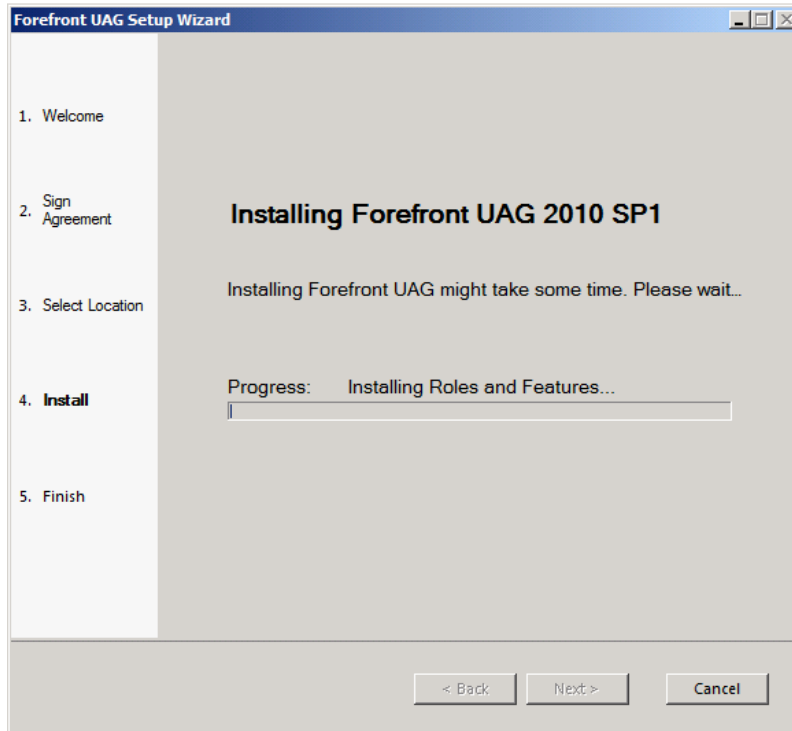 Forefront UAG Setup Wizard
1. Welcome
2. Sign
Agreement
3. Select Location
4. Install
5. Finish
Installing Forefront UAG 2010 SP1
Installing Forefront UAG might take some time. Please wait...
Progress: Installing Roles and Features...
< Back Next > Cancel